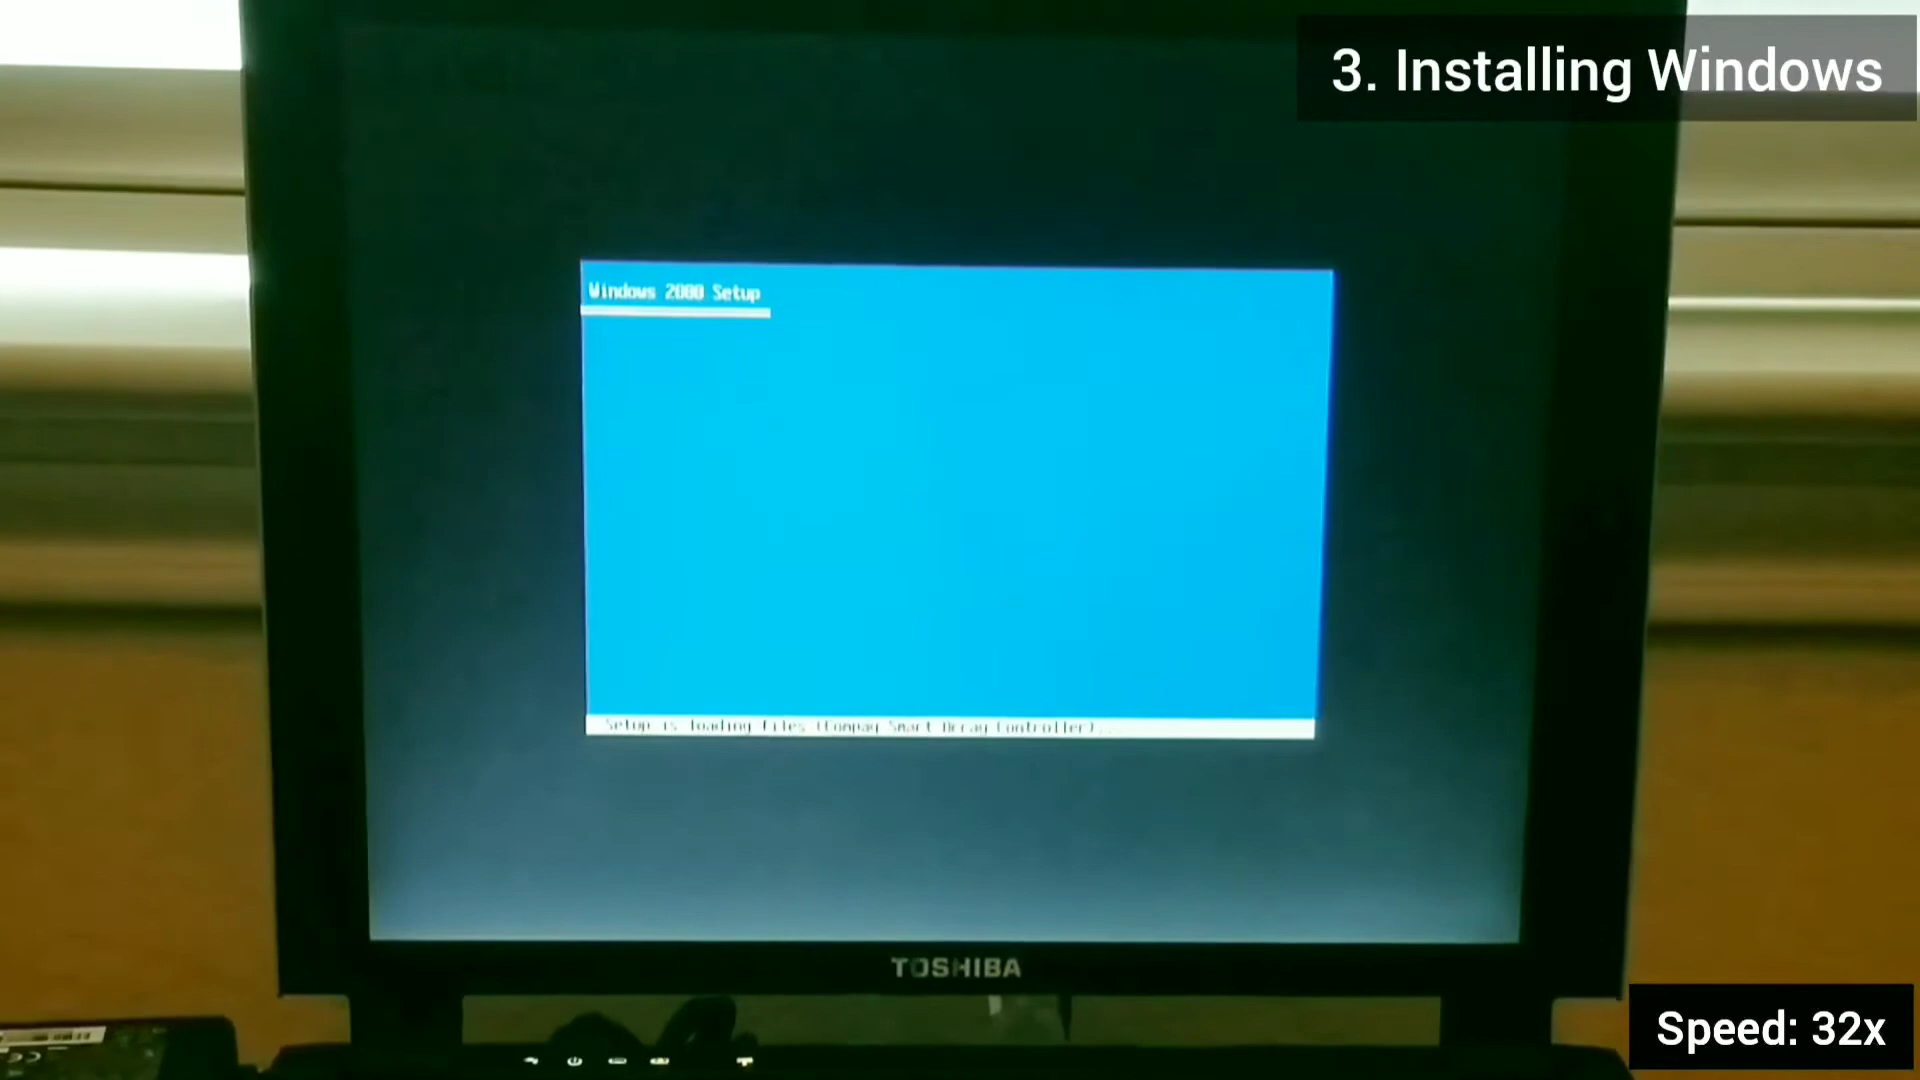 3. Installing Windows
Windows 2000 Setup
Setup is loading files (Compaq Smart Array Controller)...
TOSHIBA
Speed: 32x